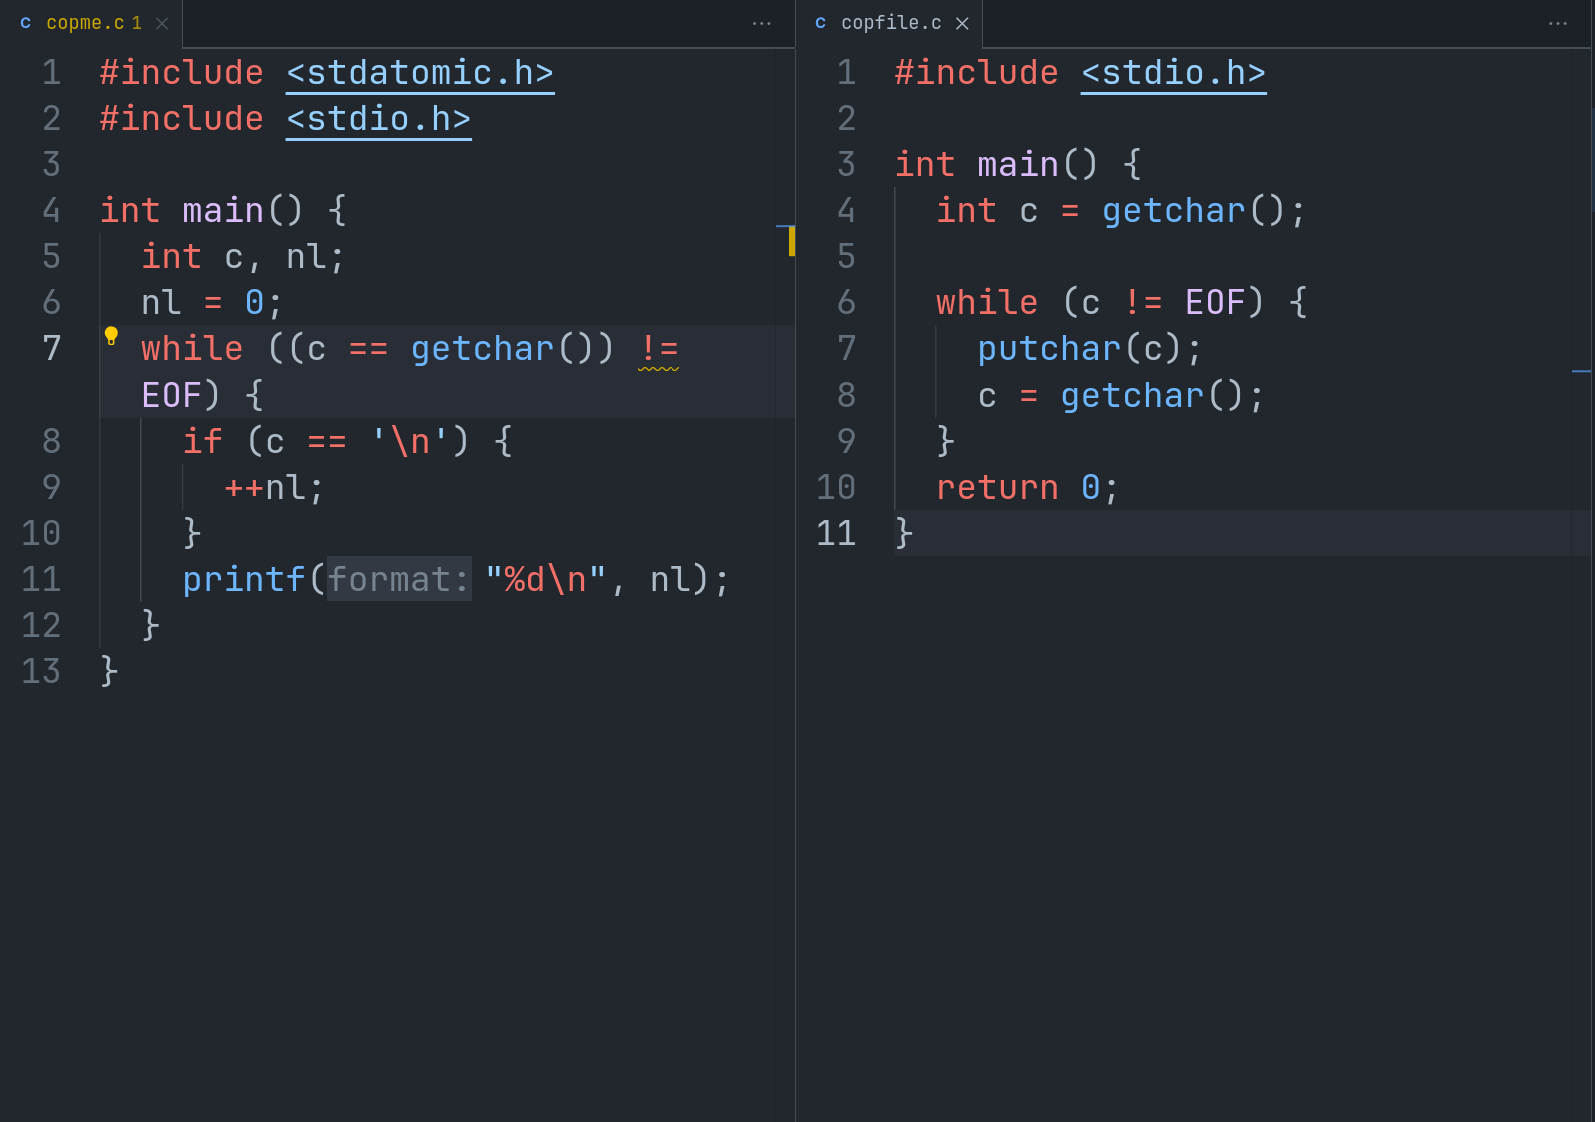 C copme.c 1 ×
1 #include <stdatomic.h>
2 #include <stdio.h>
3
4 int main() {
5   int c, nl;
6   nl = 0;
7   while ((c == getchar()) !=
  EOF) {
8     if (c == '\n') {
9       ++nl;
10     }
11     printf(format: "%d\n", nl);
12   }
13 }
C copfile.c ×
1 #include <stdio.h>
2
3 int main() {
4   int c = getchar();
5
6   while (c != EOF) {
7     putchar(c);
8     c = getchar();
9   }
10   return 0;
11 }